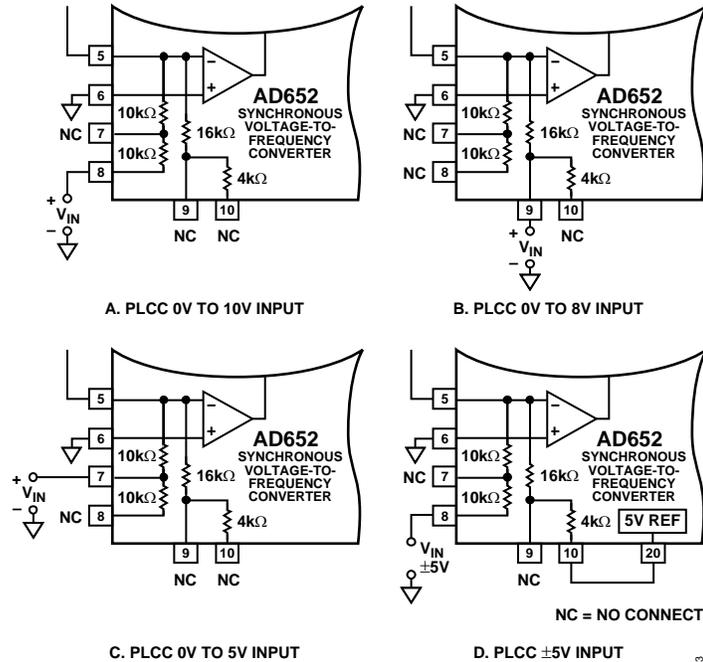 5
6
10kΩ
NC 7
10kΩ
8
+
VIN
–
–
+
AD652
SYNCHRONOUS
VOLTAGE-TO-
FREQUENCY
CONVERTER
16kΩ
4kΩ
9 10
NC NC
A. PLCC 0V TO 10V INPUT
5
6
10kΩ
NC 7
10kΩ
NC 8
–
+
AD652
SYNCHRONOUS
VOLTAGE-TO-
FREQUENCY
CONVERTER
16kΩ
4kΩ
9 10
+
VIN NC
–
B. PLCC 0V TO 8V INPUT
5
6
10kΩ
+
VIN
–
7
10kΩ
NC 8
–
+
AD652
SYNCHRONOUS
VOLTAGE-TO-
FREQUENCY
CONVERTER
16kΩ
4kΩ
9 10
NC NC
C. PLCC 0V TO 5V INPUT
5
6
10kΩ
NC 7
10kΩ
8
VIN
±5V
–
+
AD652
SYNCHRONOUS
VOLTAGE-TO-
FREQUENCY
CONVERTER
16kΩ
4kΩ
5V REF
9 10 20
NC
NC = NO CONNECT
D. PLCC ±5V INPUT
3